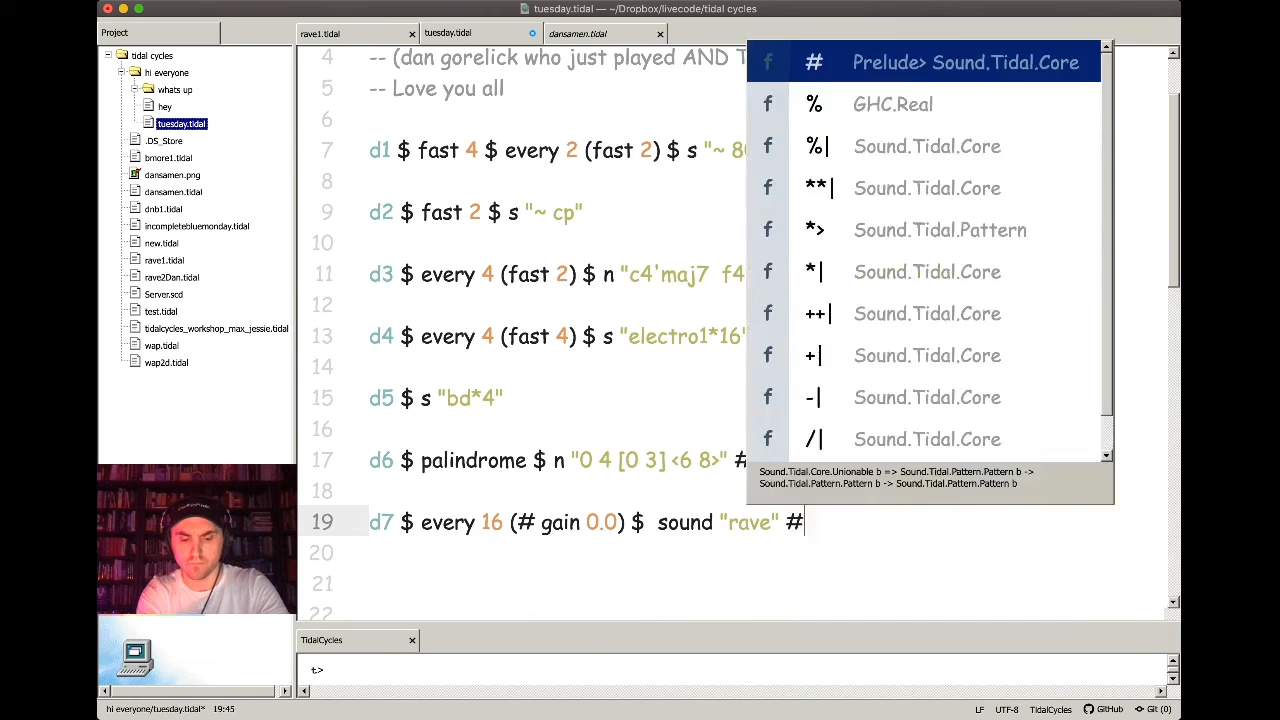 tuesday.tidal — ~/Dropbox/livecode/tidal cycles
Project
rave1.tidal
tuesday.tidal
dansamen.tidal
tidal cycles
hi everyone
whats up
hey
tuesday.tidal
.DS_Store
bmore1.tidal
dansamen.png
dansamen.tidal
dnb1.tidal
incompletebluemonday.tidal
new.tidal
rave1.tidal
rave2Dan.tidal
Server.scd
test.tidal
tidalcycles_workshop_max_jessie.tidal
wap.tidal
wap2d.tidal
4 -- (dan gorelick who just played AND T
5 -- Love you all
6
7 d1 $ fast 4 $ every 2 (fast 2) $ s "~ 80
8
9 d2 $ fast 2 $ s "~ cp"
10
11 d3 $ every 4 (fast 2) $ n "c4'maj7  f4'
12
13 d4 $ every 4 (fast 4) $ s "electro1*16"
14
15 d5 $ s "bd*4"
16
17 d6 $ palindrome $ n "0 4 [0 3] <6 8>" #
18
19 d7 $ every 16 (# gain 0.0) $  sound "rave" #
20
21
22
f # Prelude> Sound.Tidal.Core
f % GHC.Real
f %| Sound.Tidal.Core
f **| Sound.Tidal.Core
f *> Sound.Tidal.Pattern
f *| Sound.Tidal.Core
f ++| Sound.Tidal.Core
f +| Sound.Tidal.Core
f -| Sound.Tidal.Core
f /| Sound.Tidal.Core
Sound.Tidal.Core.Unionable b => Sound.Tidal.Pattern.Pattern b ->
Sound.Tidal.Pattern.Pattern b -> Sound.Tidal.Pattern.Pattern b
TidalCycles
t>
hi everyone/tuesday.tidal* 19:45
LF UTF-8 TidalCycles GitHub Git (0)